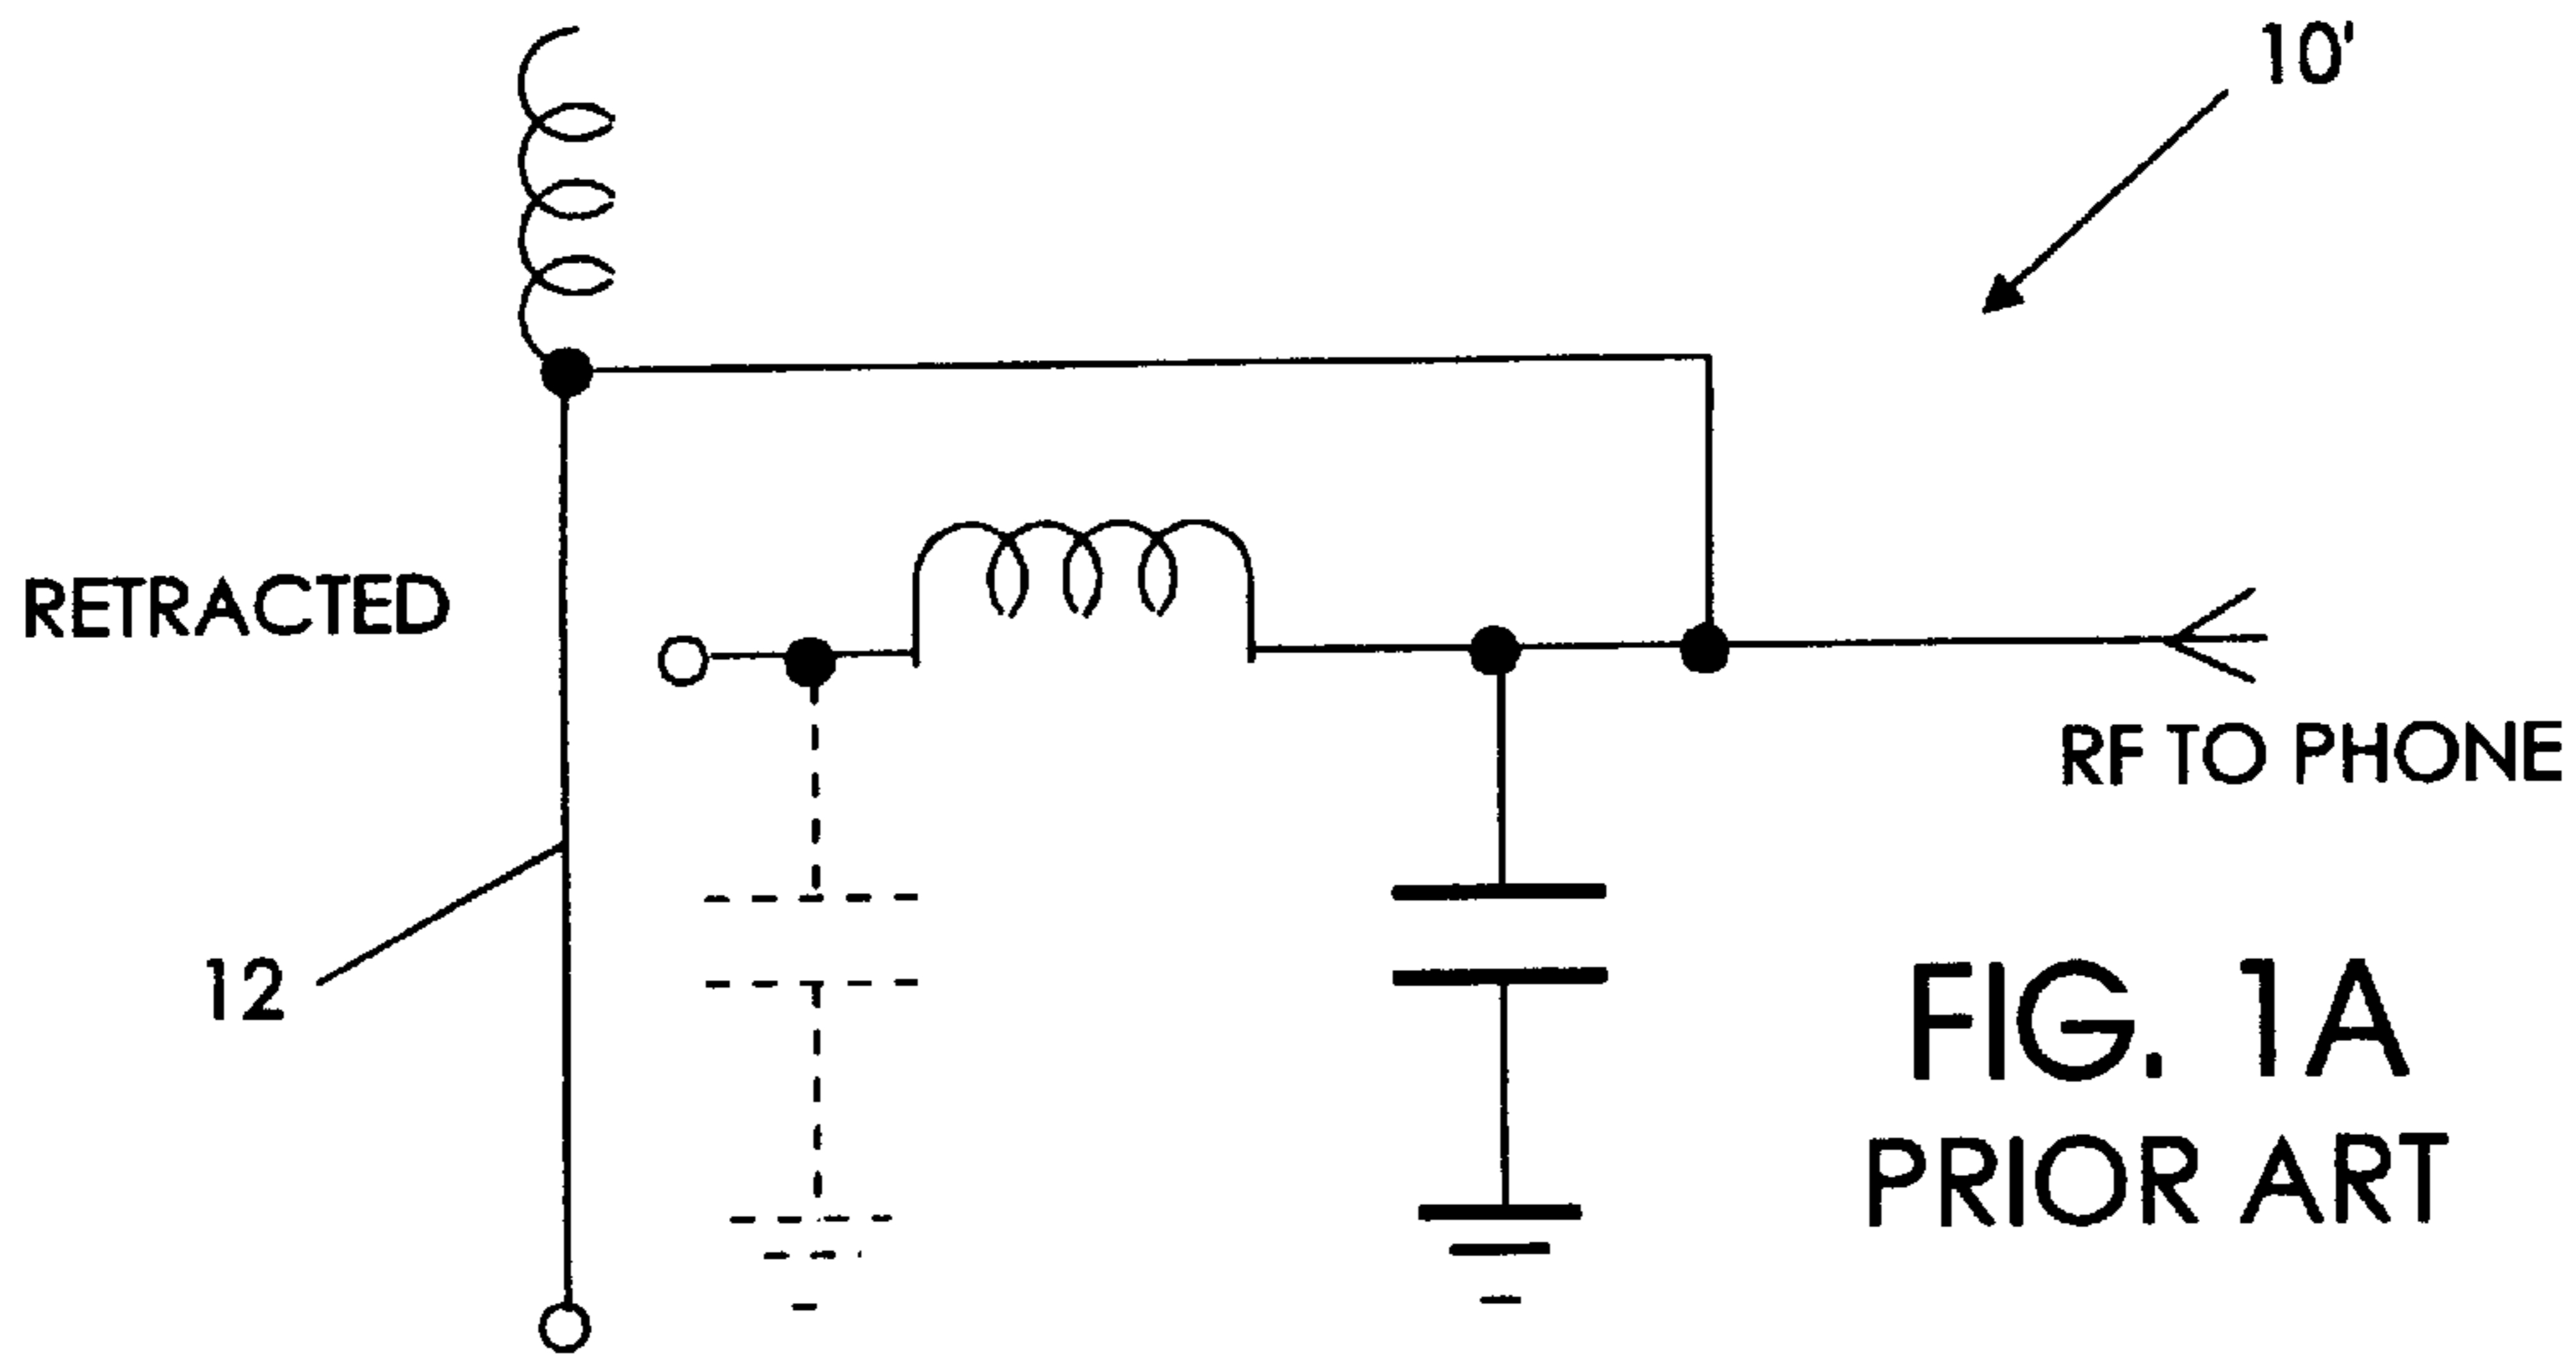 10'
RETRACTED
RF TO PHONE
12
FIG. 1A
PRIOR ART